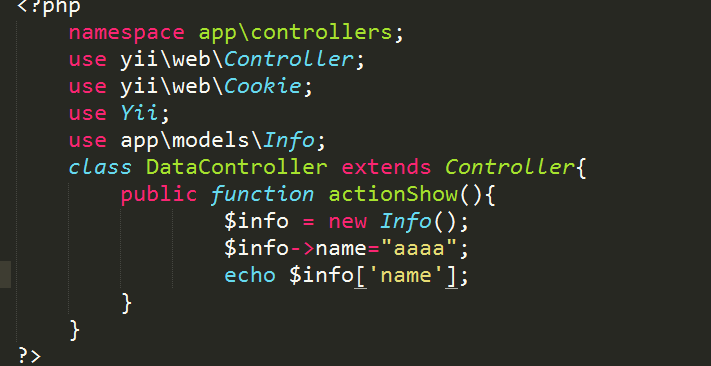 <?php
namespace app\controllers;
use yii\web\Controller;
use yii\web\Cookie;
use Yii;
use app\models\Info;
class DataController extends Controller{
public function actionShow(){
$info = new Info();
$info->name="aaaa";
echo $info['name'];
}
}
?>